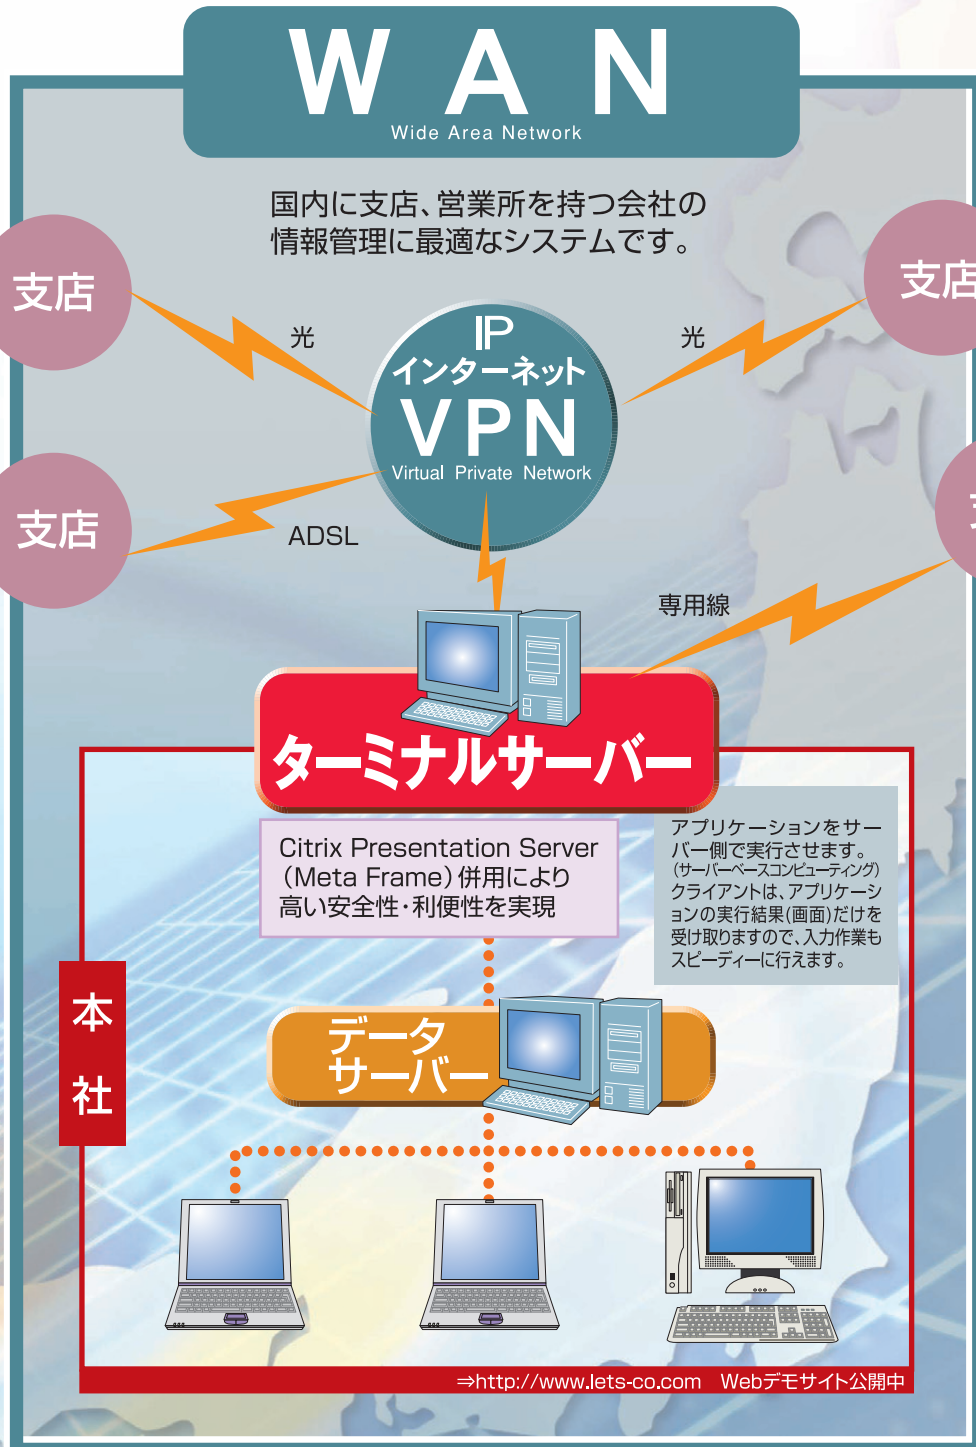 WAN
Wide Area Network
国内に支店、営業所を持つ会社の
情報管理に最適なシステムです。
支店
支店
光
光
IP
インターネット
VPN
Virtual Private Network
支店
ADSL
専用線
ターミナルサーバー
Citrix Presentation Server
(Meta Frame)併用により
高い安全性・利便性を実現
アプリケーションをサー
バー側で実行させます。
(サーバーベースコンピューティング)
クライアントは、アプリケーシ
ョンの実行結果(画面)だけを
受け取りますので、入力作業も
スピーディーに行えます。
本社
データ
サーバー
⇒http://www.lets-co.com Webデモサイト公開中